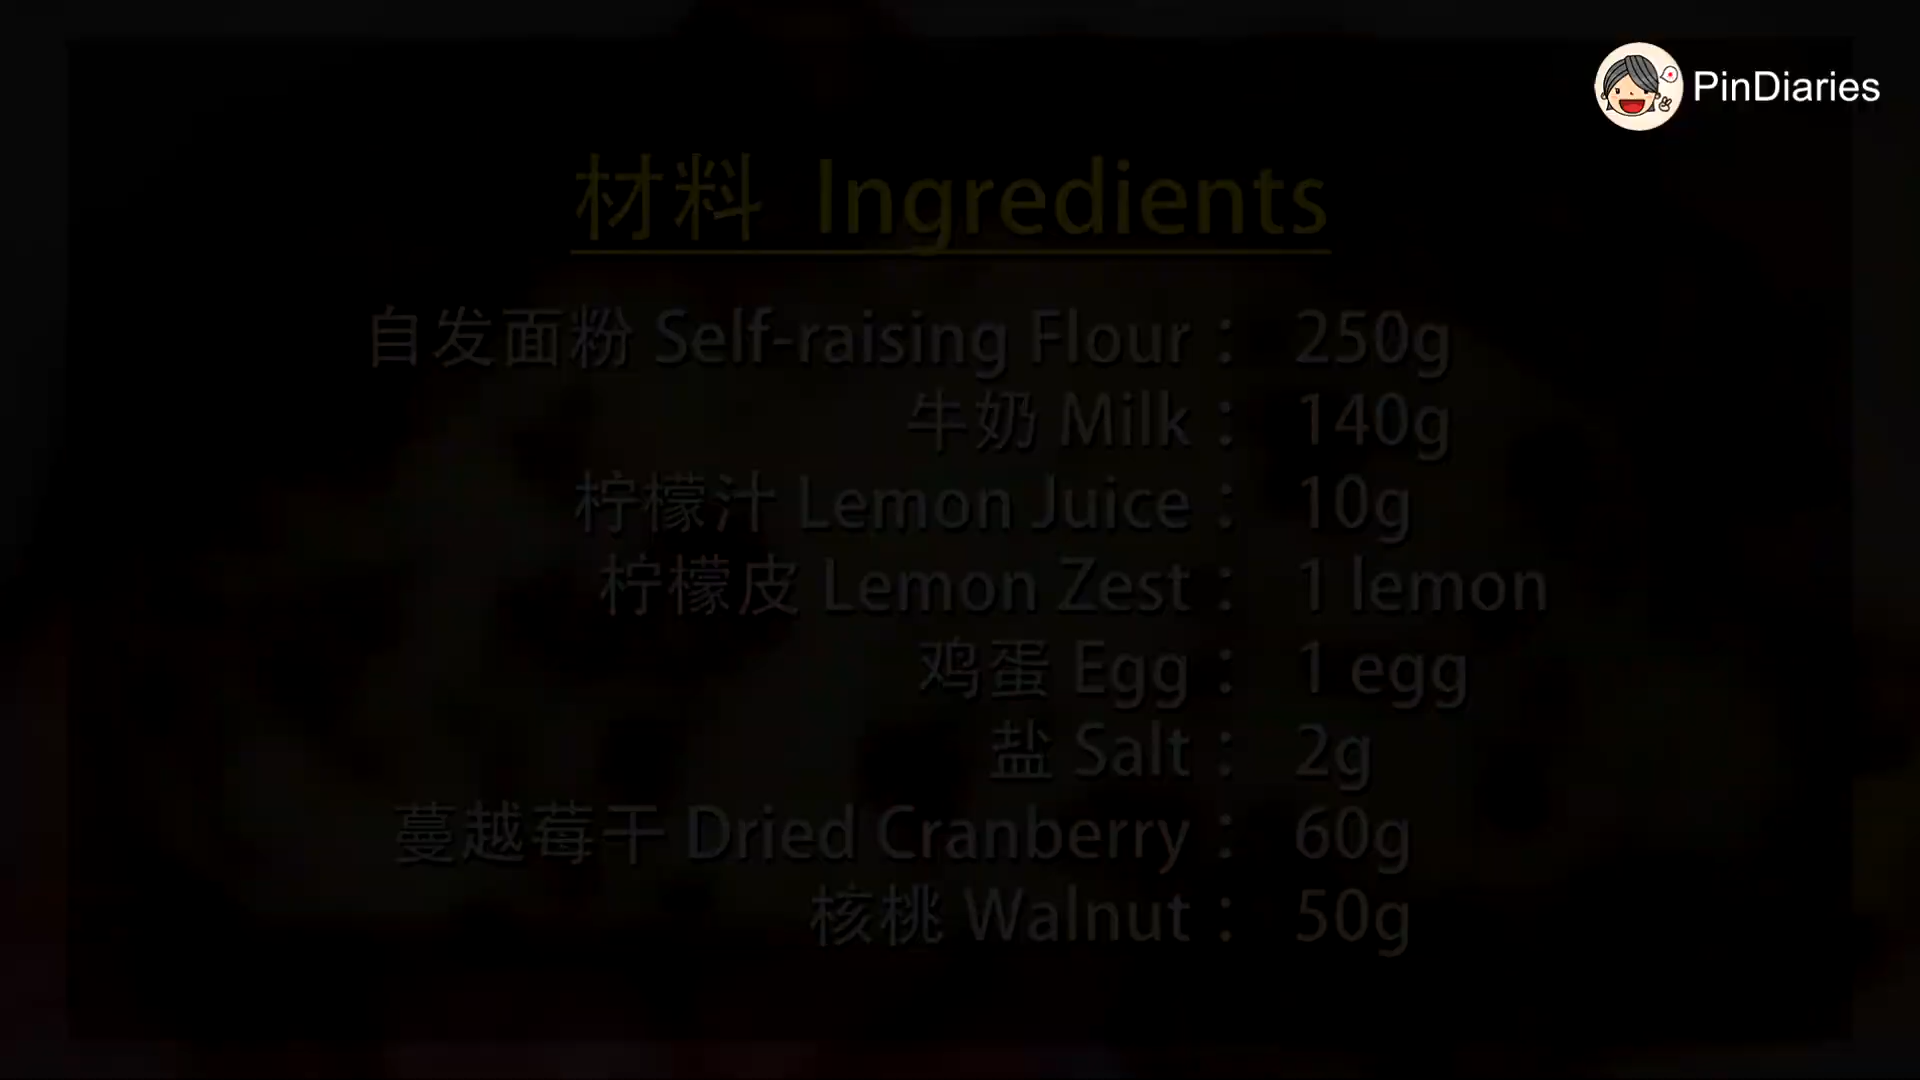 PinDiaries
材料 Ingredients
自发面粉 Self-raising Flour： 250g
牛奶 Milk： 140g
柠檬汁 Lemon Juice： 10g
柠檬皮 Lemon Zest： 1 lemon
鸡蛋 Egg： 1 egg
盐 Salt： 2g
蔓越莓干 Dried Cranberry： 60g
核桃 Walnut： 50g